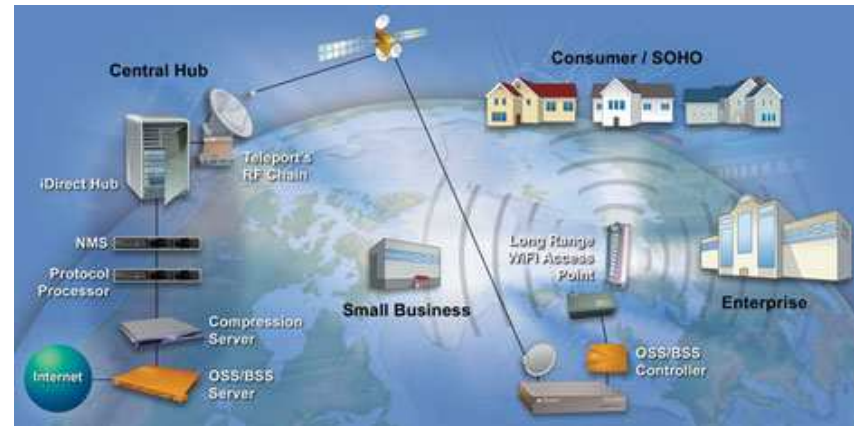 Consumer / SOHO
Central Hub
Teleport's
RF Chain
iDirect Hub
NMS
Long Range
WiFi Access
Point
Protocol
Processor
Small Business
Enterprise
Compression
Server
OSS/BSS
Controller
Internet
OSS/BSS
Server